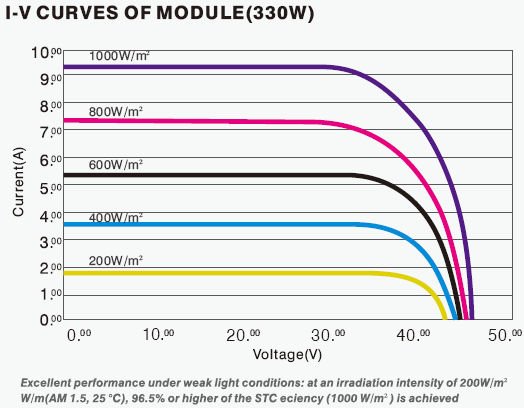 I-V CURVES OF MODULE(330W)
10.00
1000W/m²
9.00
8.00
800W/m²
7.00
6.00
600W/m²
5.00
4.00
400W/m²
3.00
2.00
200W/m²
1.00
0.00
Current(A)
0.00 10.00 20.00 30.00 40.00 50.00
Voltage(V)
Excellent performance under weak light conditions: at an irradiation intensity of 200W/m²
W/m(AM 1.5, 25 °C), 96.5% or higher of the STC eciency (1000 W/m² ) is achieved